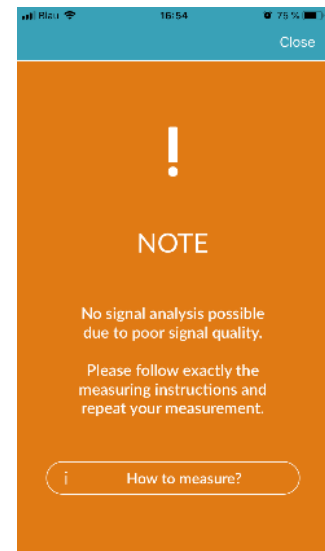 Blau 16:54 75 %
Close
!
NOTE
No signal analysis possible
due to poor signal quality.
Please follow exactly the
measuring instructions and
repeat your measurement.
i How to measure?